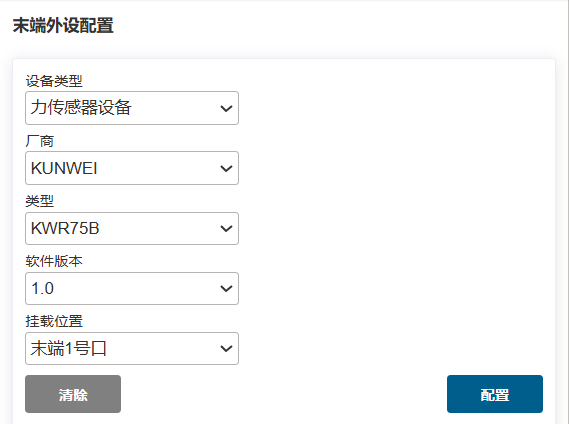 末端外设配置
设备类型
力传感器设备
厂商
KUNWEI
类型
KWR75B
软件版本
1.0
挂载位置
末端1号口
清除
配置